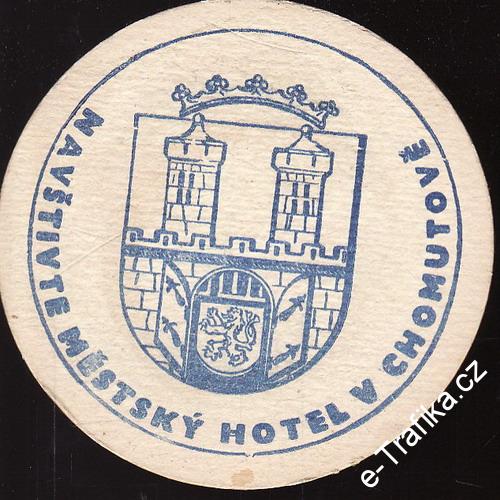 NAVŠTIVTE MĚSTSKÝ HOTEL V CHOMUTOVĚ
e-Trafika.cz